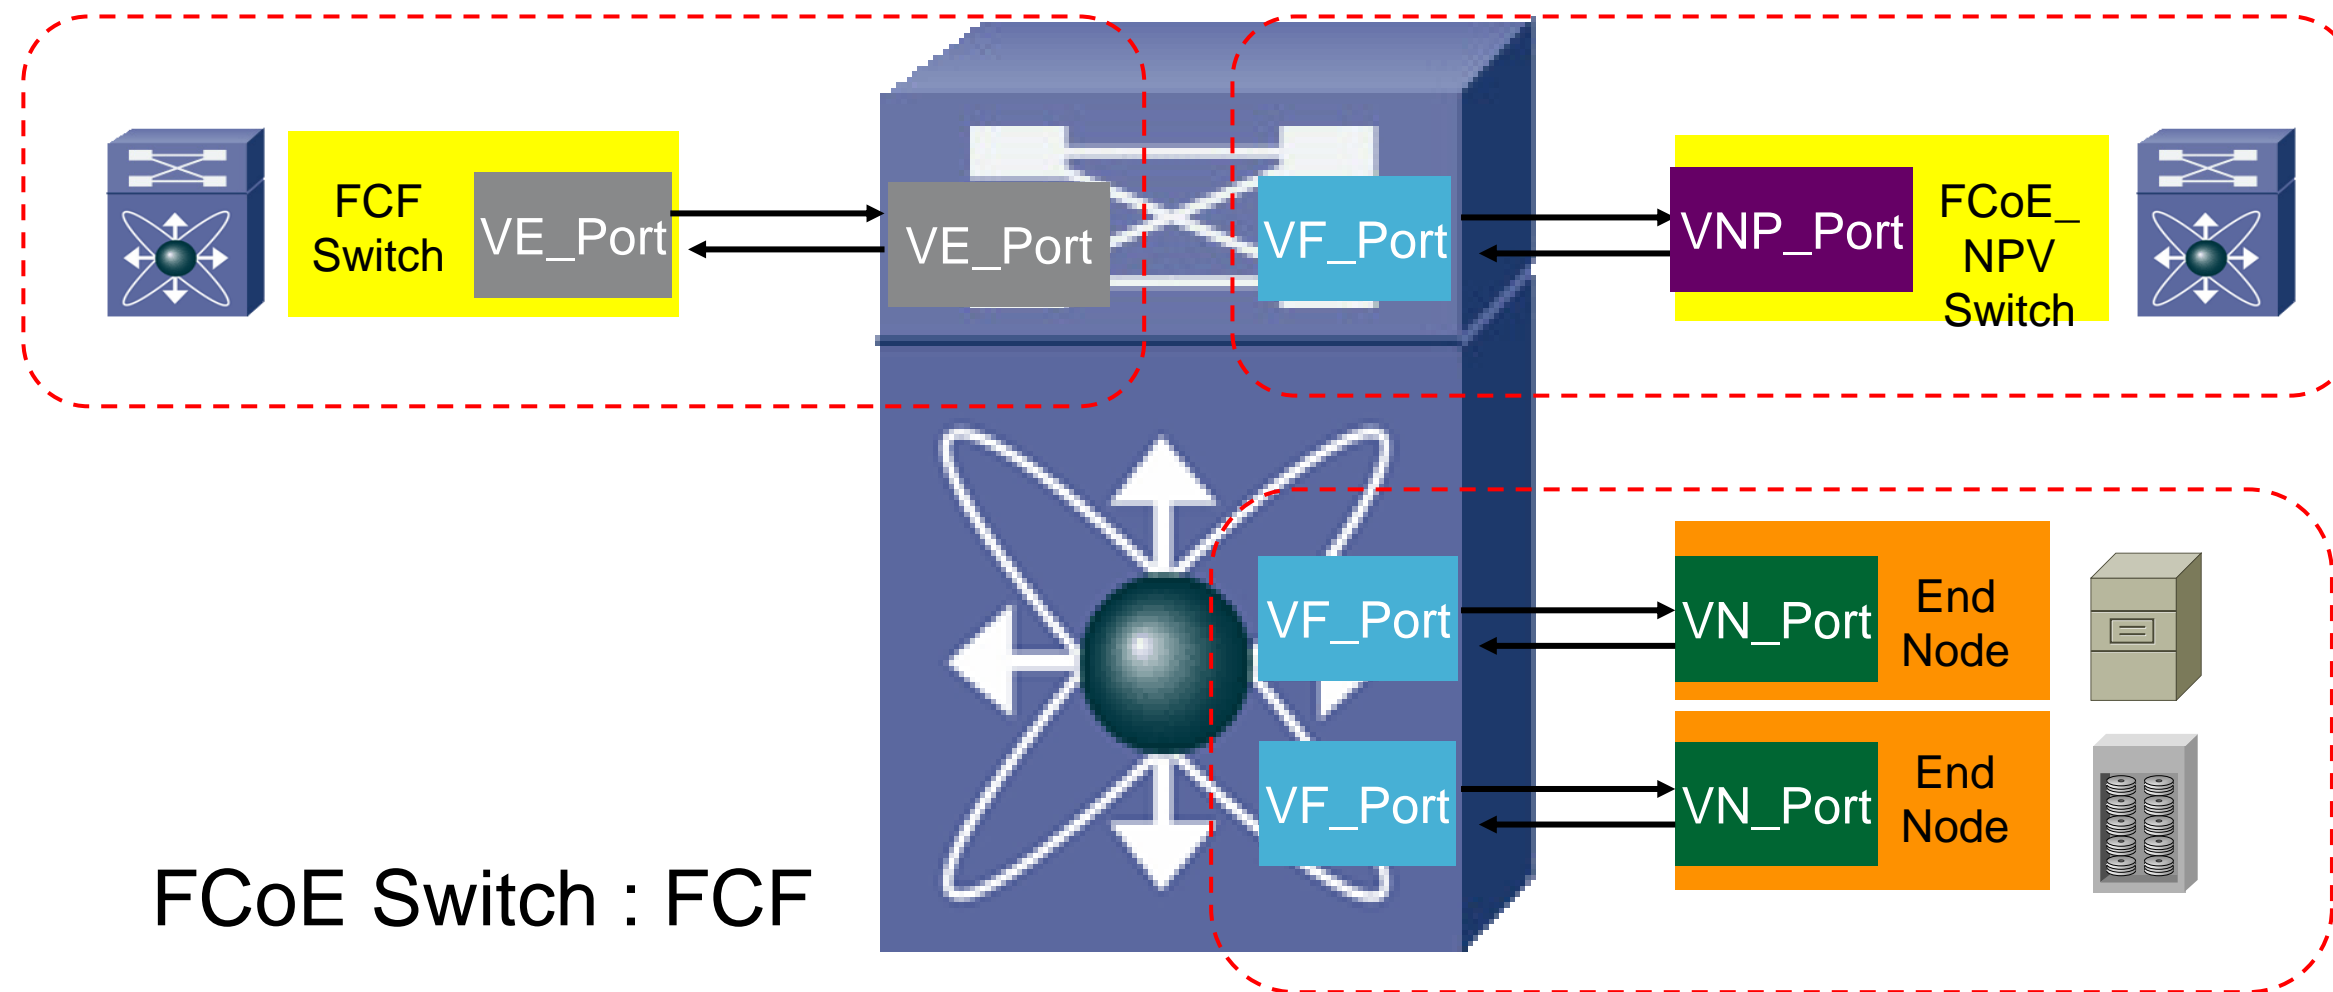 FCF
Switch
VE_Port
VE_Port
VF_Port
VNP_Port
FCoE_
NPV
Switch
VF_Port
VN_Port
End
Node
VF_Port
VN_Port
End
Node
FCoE Switch : FCF